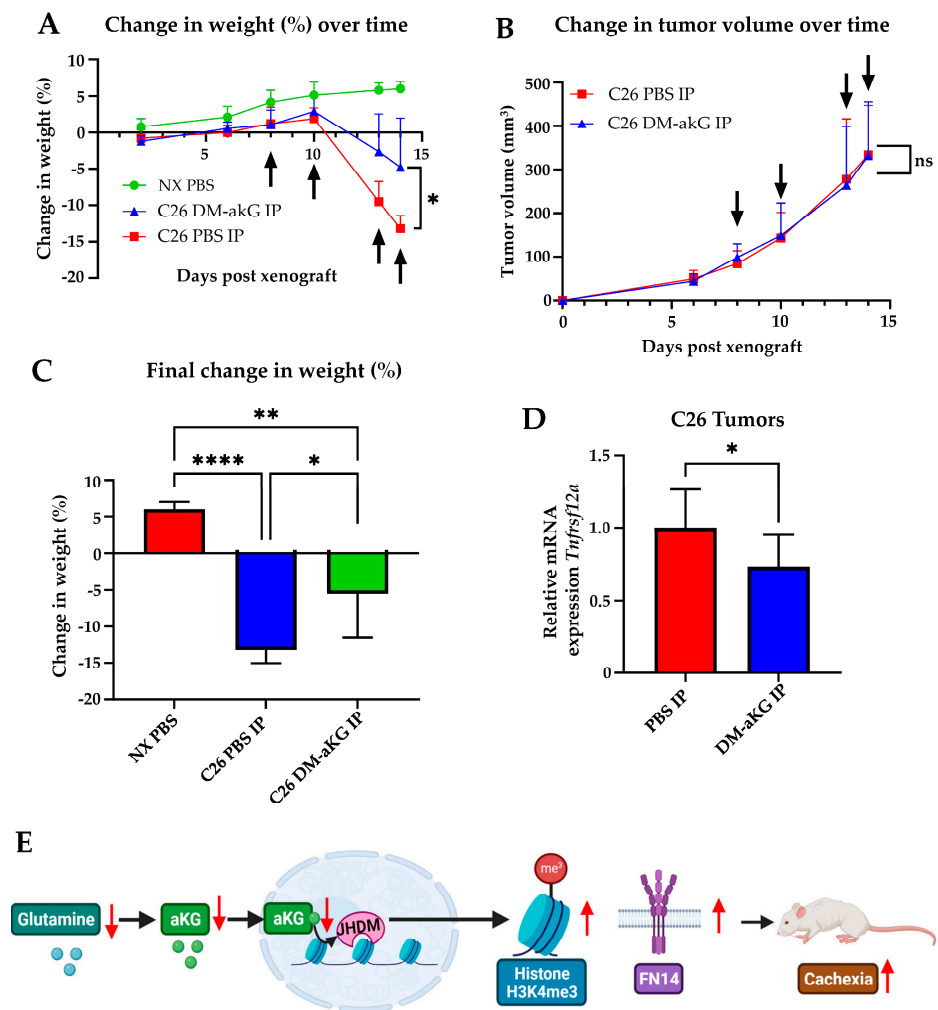 A
Change in weight (%) over time
Change in weight (%)
10
5
0
-5
-10
-15
-20
5
10
15
NX PBS
C26 DM-akG IP
C26 PBS IP
*
Days post xenograft
B
Change in tumor volume over time
Tumor volume (mm³)
500
400
300
200
100
0
0
5
10
15
C26 PBS IP
C26 DM-akG IP
ns
Days post xenograft
C
Final change in weight (%)
**
****
*
Change in weight (%)
10
5
0
-5
-10
-15
-20
NX PBS
C26 PBS IP
C26 DM-aKG IP
D
C26 Tumors
*
Relative mRNA
expression Tnfrsf12a
1.5
1.0
0.5
0
PBS IP
DM-aKG IP
E
Glutamine
aKG
aKG
JHDM
me³
Histone
H3K4me3
FN14
Cachexia